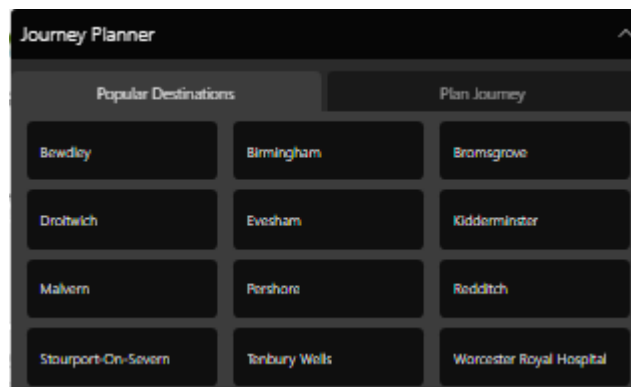 Journey Planner
Popular Destinations Plan Journey
Bewdley Birmingham Bromsgrove
Droitwich Evesham Kidderminster
Malvern Pershore Redditch
Stourport-On-Severn Tenbury Wells Worcester Royal Hospital